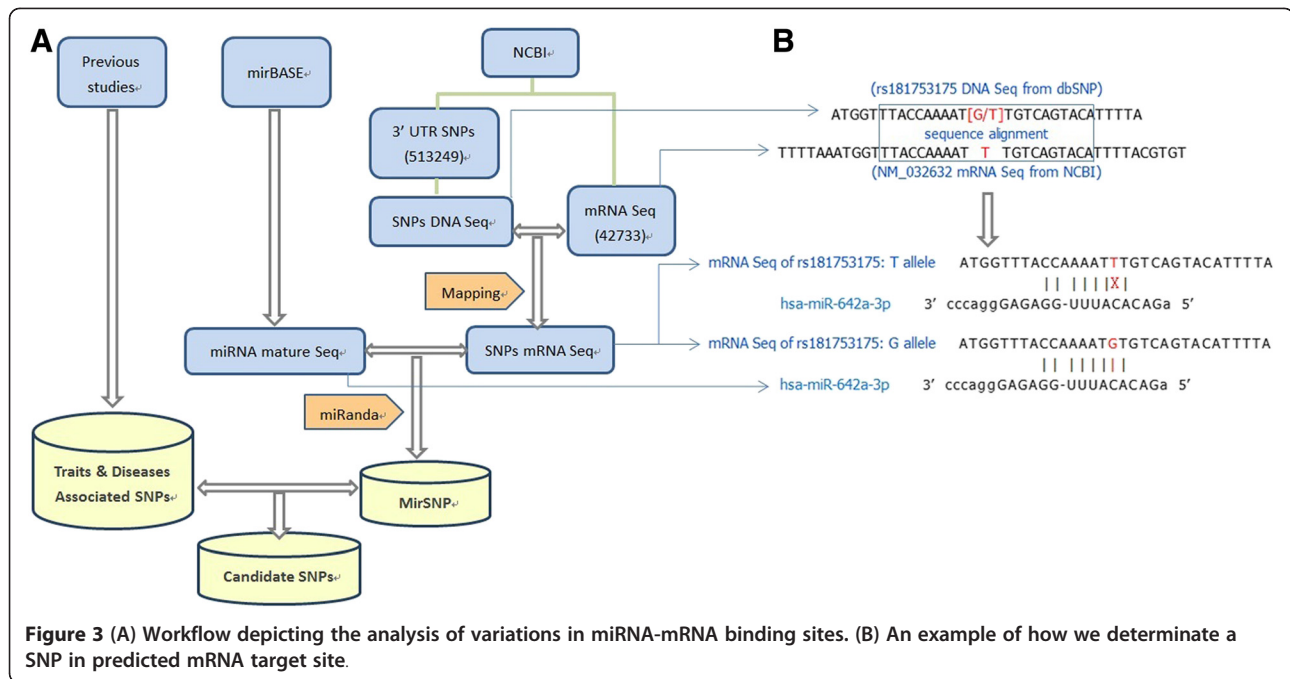 A
B
Previous
studies
mirBASE
NCBI
3' UTR SNPs
(513249)
SNPs DNA Seq
mRNA Seq
(42733)
Mapping
miRNA mature Seq
SNPs mRNA Seq
miRanda
Traits & Diseases
Associated SNPs
MirSNP
Candidate SNPs
(rs181753175 DNA Seq from dbSNP)
ATGGTTTACCAAAAT[G/T]TGTCAGTACATTTTA
sequence alignment
TTTTAAATGGTTTACCAAAAT T TGTCAGTACATTTTACGTGT
(NM_032632 mRNA Seq from NCBI)
mRNA Seq of rs181753175: T allele ATGGTTTACCAAAATTTGTCAGTACATTTTA
|| |||||X|
hsa-miR-642a-3p 3' cccaggGAGAGG-UUUACACAGa 5'
mRNA Seq of rs181753175: G allele ATGGTTTACCAAAATGTGTCAGTACATTTTA
|| |||||||
hsa-miR-642a-3p 3' cccaggGAGAGG-UUUACACAGa 5'
Figure 3 (A) Workflow depicting the analysis of variations in miRNA-mRNA binding sites. (B) An example of how we determinate a
SNP in predicted mRNA target site.